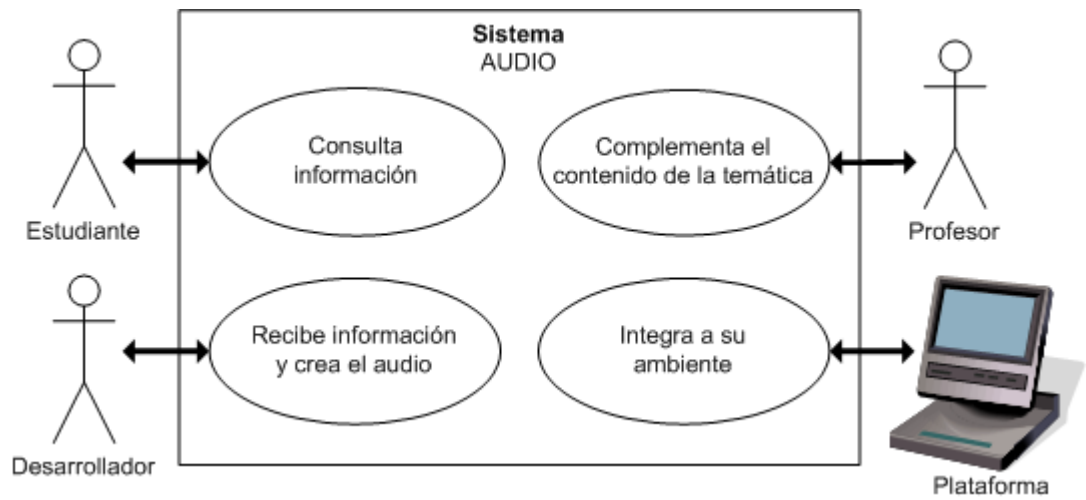 Sistema
AUDIO
Consulta
información
Complementa el
contenido de la temática
Estudiante
Profesor
Recibe información
y crea el audio
Integra a su
ambiente
Desarrollador
Plataforma